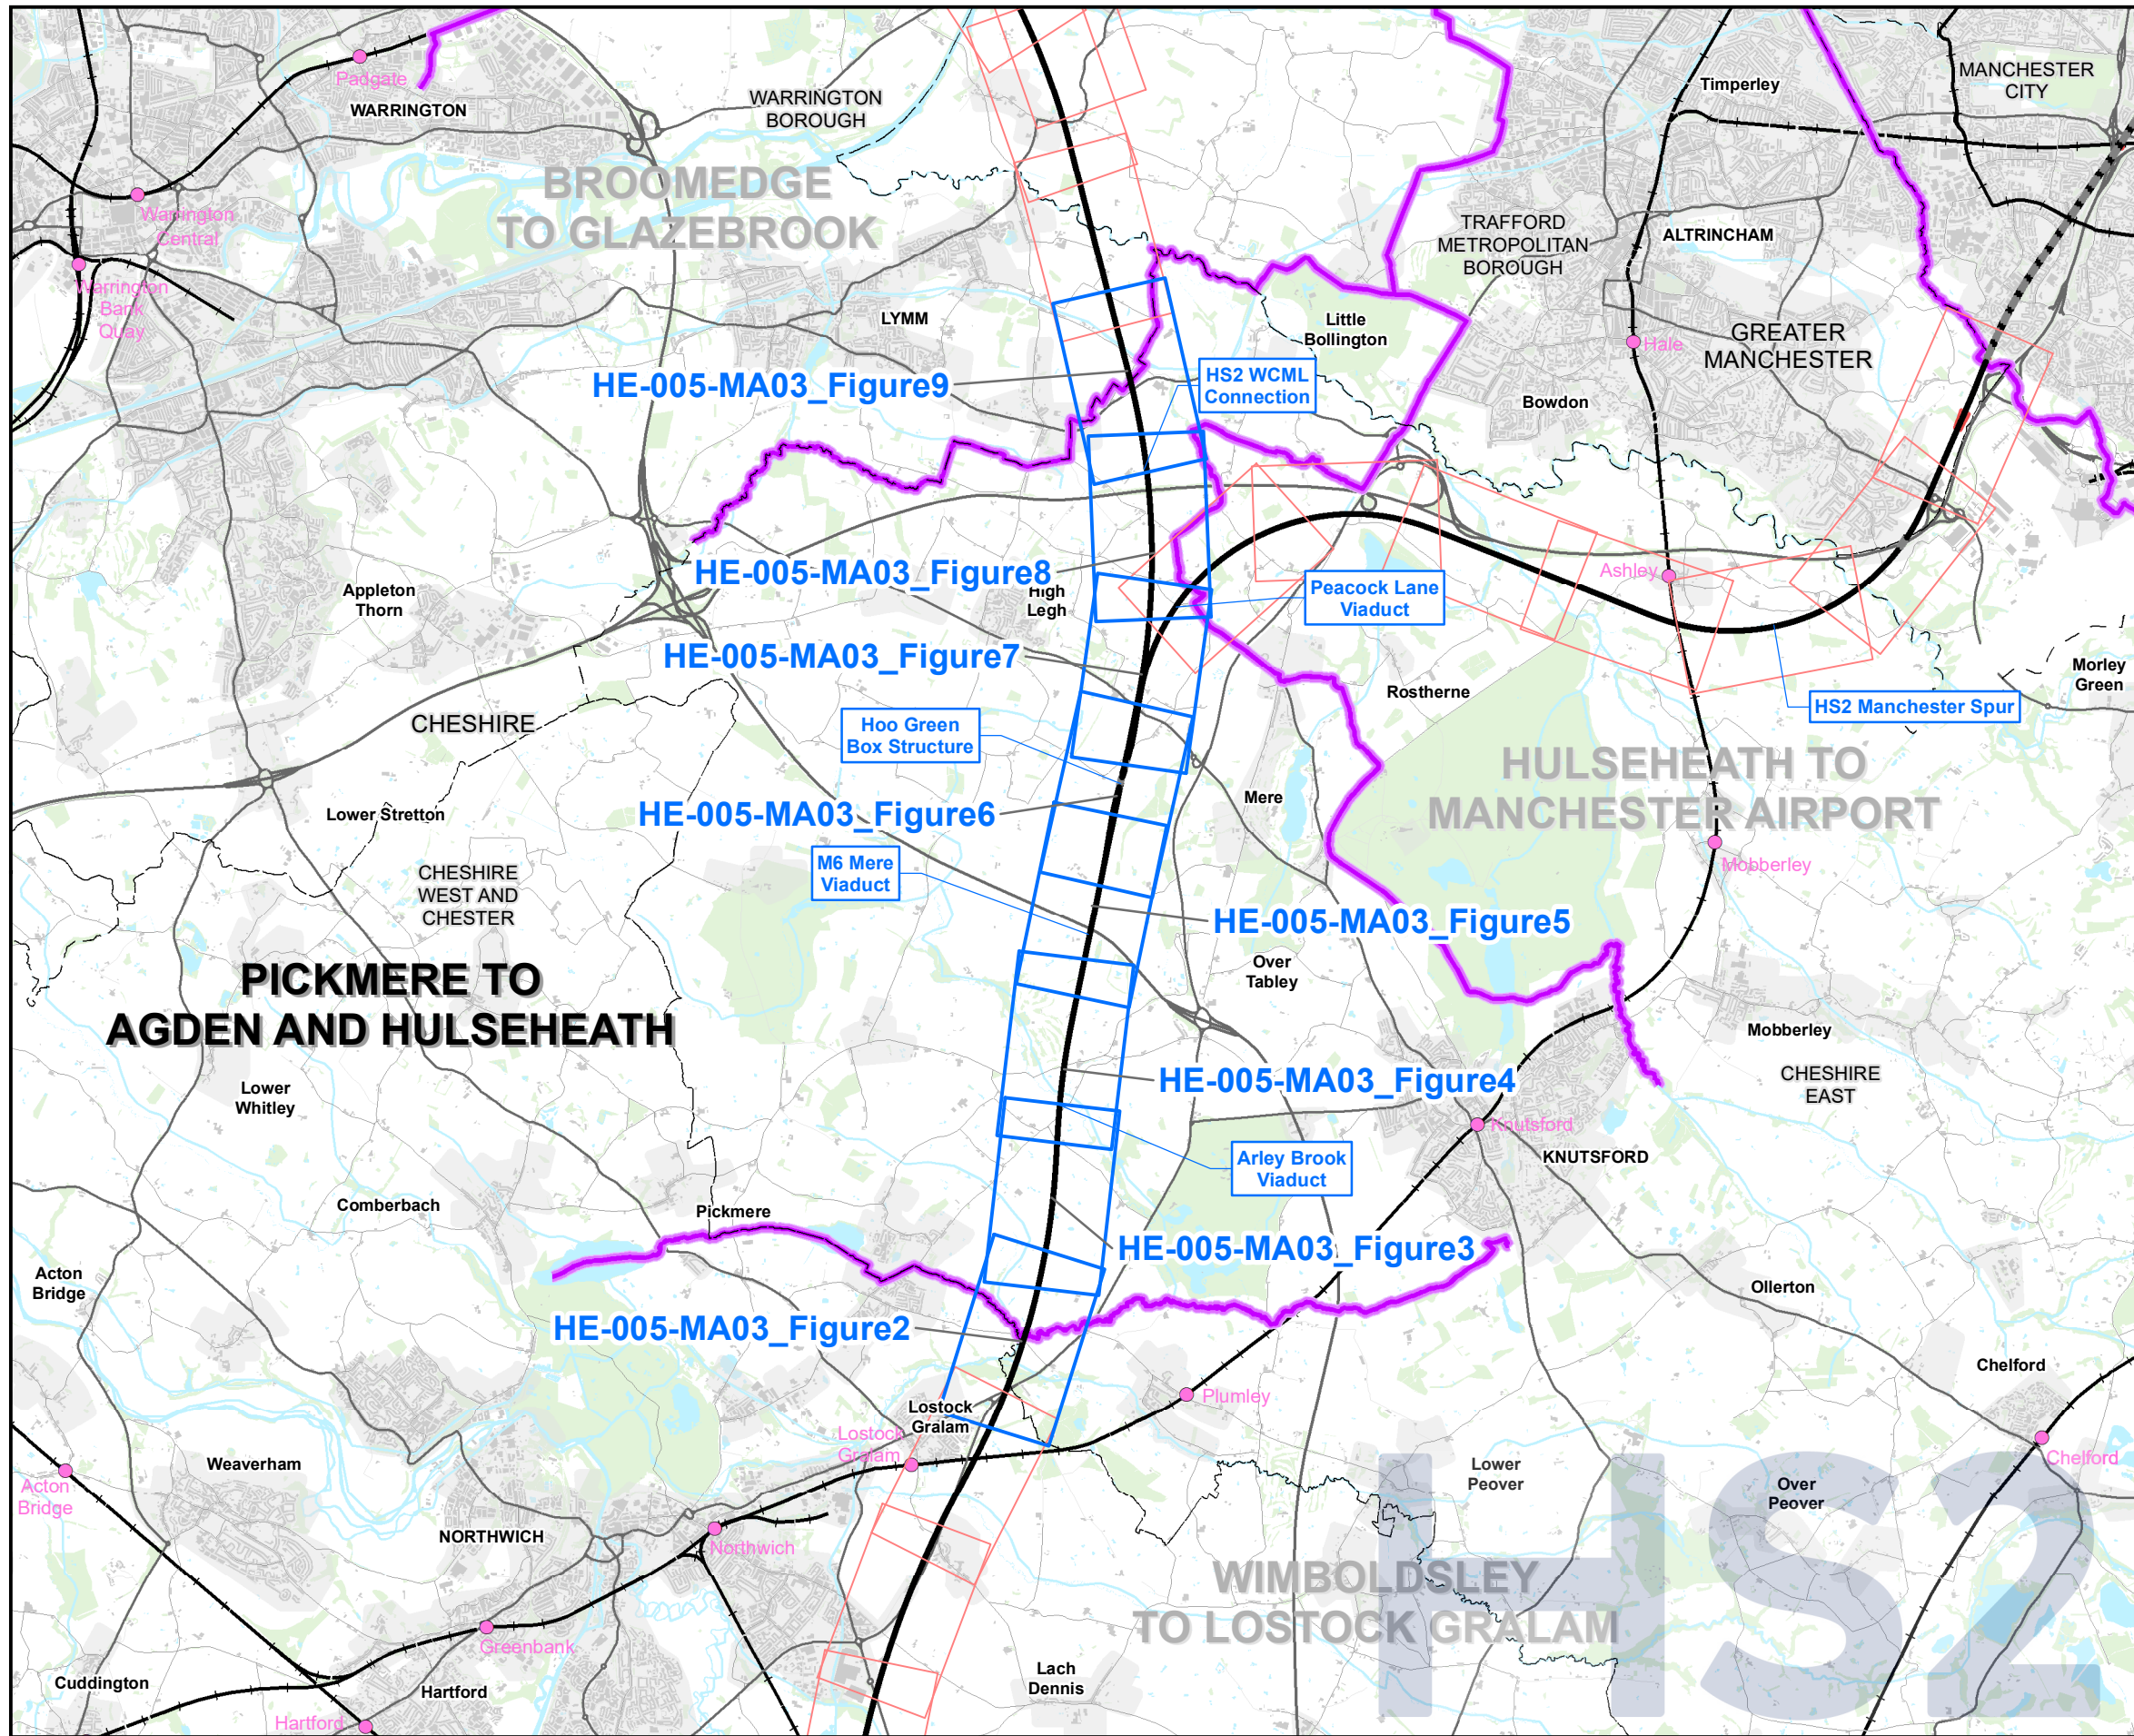 Padgate
WARRINGTON
WARRINGTON
BOROUGH
Timperley
MANCHESTER
CITY
BROOMEDGE
TO GLAZEBROOK
Warrington
Central
TRAFFORD
METROPOLITAN
BOROUGH
ALTRINCHAM
Warrington
Bank
Quay
LYMM
Little
Bollington
GREATER
MANCHESTER
Hale
HE-005-MA03_Figure9
HS2 WCML
Connection
Bowdon
HE-005-MA03_Figure8
High
Legh
Appleton
Thorn
Peacock Lane
Viaduct
Ashley
HE-005-MA03_Figure7
Rostherne
Morley
Green
CHESHIRE
Hoo Green
Box Structure
HS2 Manchester Spur
HULSEHEATH TO
MANCHESTER AIRPORT
Lower Stretton
HE-005-MA03_Figure6
Mere
Mobberley
CHESHIRE
WEST AND
CHESTER
M6 Mere
Viaduct
HE-005-MA03_Figure5
PICKMERE TO
AGDEN AND HULSEHEATH
Over
Tabley
Mobberley
Lower
Whitley
HE-005-MA03_Figure4
CHESHIRE
EAST
Knutsford
KNUTSFORD
Arley Brook
Viaduct
Comberbach
Pickmere
HE-005-MA03_Figure3
Acton
Bridge
Ollerton
HE-005-MA03_Figure2
Chelford
Plumley
Lostock
Gralam
Lostock
Gralam
Weaverham
Lower
Peover
Chelford
Acton
Bridge
Over
Peover
NORTHWICH
Northwich
WIMBOLDSLEY
TO LOSTOCK GRALAM
HS2
Greenbank
Cuddington
Hartford
Lach
Dennis
Hartford